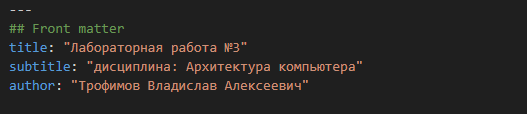 ---
## Front matter
title: "Лабораторная работа №3"
subtitle: "дисциплина: Архитектура компьютера"
author: "Трофимов Владислав Алексеевич"